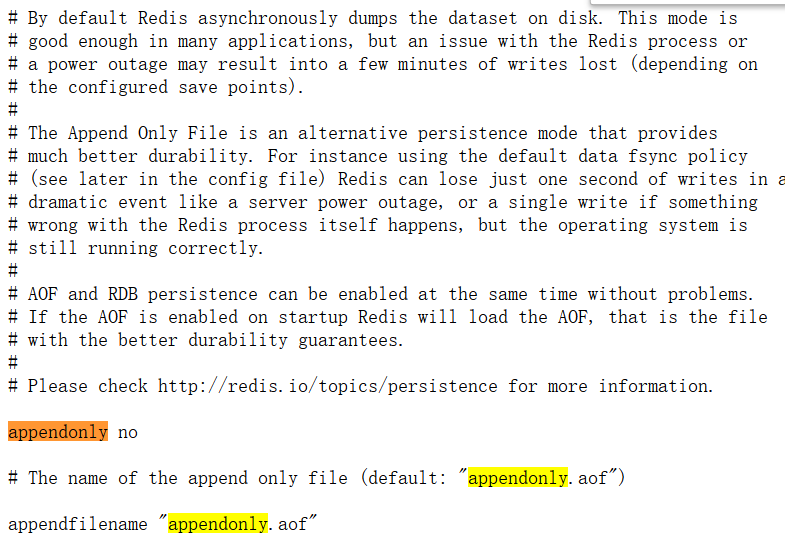 # By default Redis asynchronously dumps the dataset on disk. This mode is
# good enough in many applications, but an issue with the Redis process or
# a power outage may result into a few minutes of writes lost (depending on
# the configured save points).
#
# The Append Only File is an alternative persistence mode that provides
# much better durability. For instance using the default data fsync policy
# (see later in the config file) Redis can lose just one second of writes in a
# dramatic event like a server power outage, or a single write if something
# wrong with the Redis process itself happens, but the operating system is
# still running correctly.
#
# AOF and RDB persistence can be enabled at the same time without problems.
# If the AOF is enabled on startup Redis will load the AOF, that is the file
# with the better durability guarantees.
#
# Please check http://redis.io/topics/persistence for more information.
appendonly no
# The name of the append only file (default: "appendonly.aof")
appendfilename "appendonly.aof"